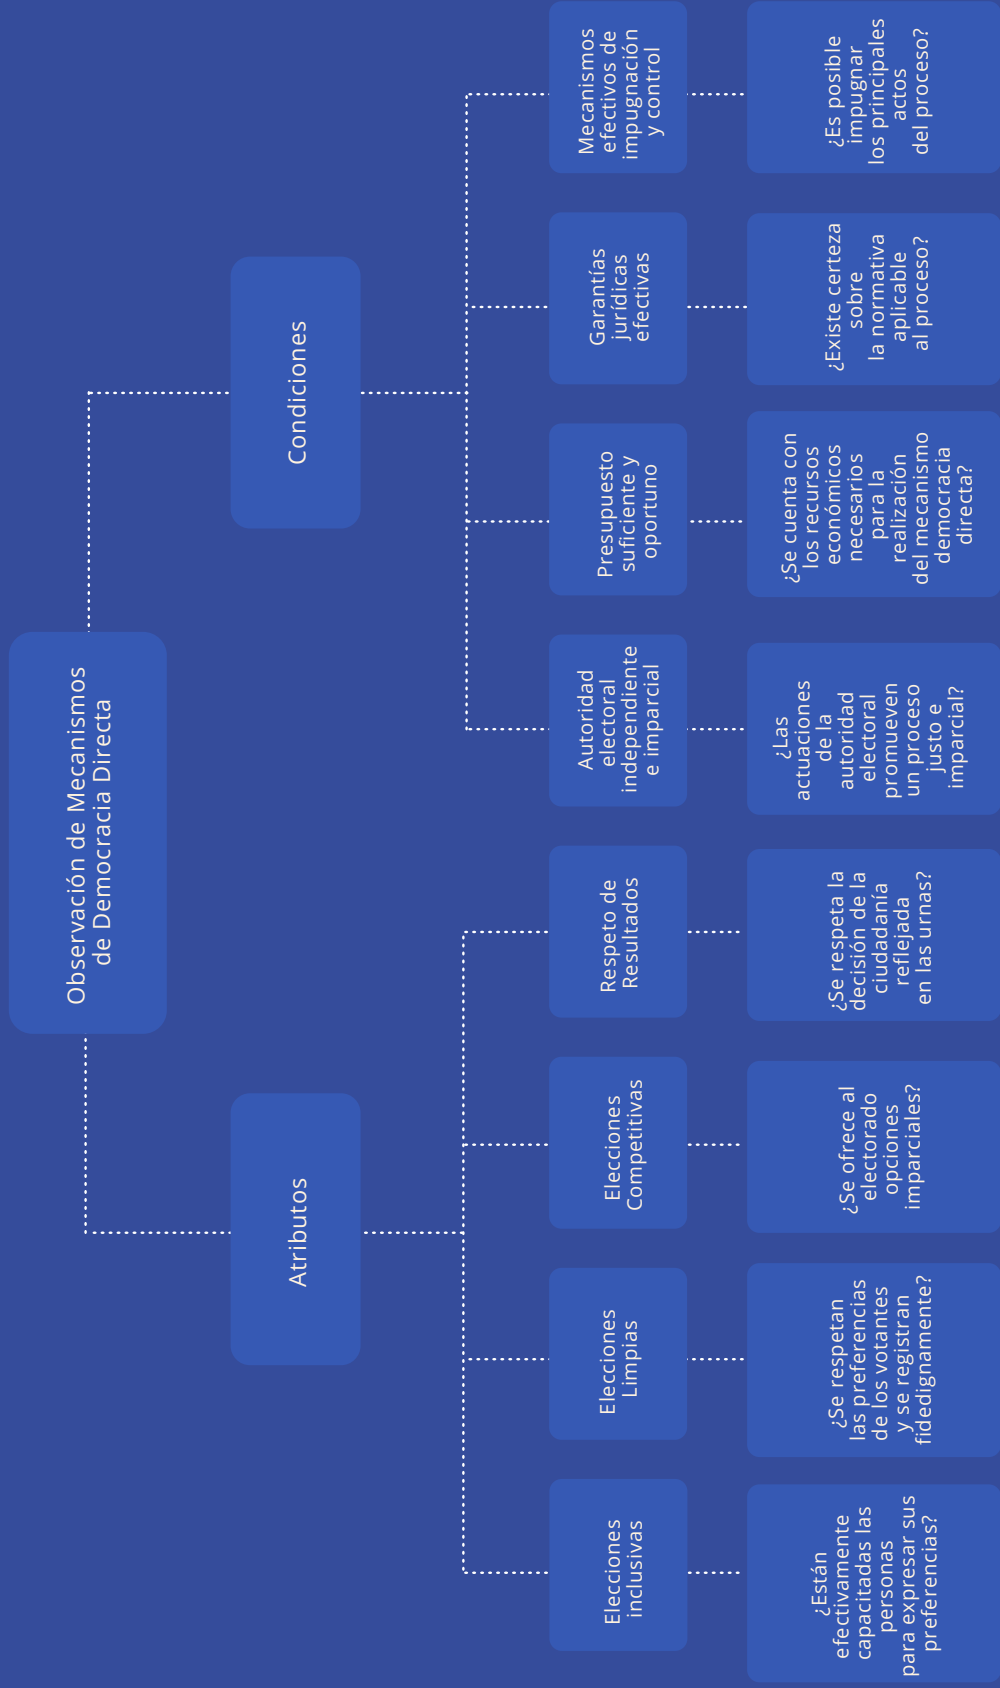 Observación de Mecanismos
de Democracia Directa
Atributos
Condiciones
Elecciones
inclusivas
Elecciones
Limpias
Elecciones
Competitivas
Respeto de
Resultados
Autoridad
electoral
independiente
e imparcial
Presupuesto
suficiente y
oportuno
Garantías
jurídicas
efectivas
Mecanismos
efectivos de
impugnación
y control
¿Están
efectivamente
capacitadas las
personas
para expresar sus
preferencias?
¿Se respetan
las preferencias
de los votantes
y se registran
fidedignamente?
¿Se ofrece al
electorado
opciones
imparciales?
¿Se respeta la
decisión de la
ciudadanía
reflejada
en las urnas?
¿Las
actuaciones
de la
autoridad
electoral
promueven
un proceso
justo e
imparcial?
¿Se cuenta con
los recursos
económicos
necesarios
para la
realización
del mecanismo
democracia
directa?
¿Existe certeza
sobre
la normativa
aplicable
al proceso?
¿Es posible
impugnar
los principales
actos
del proceso?